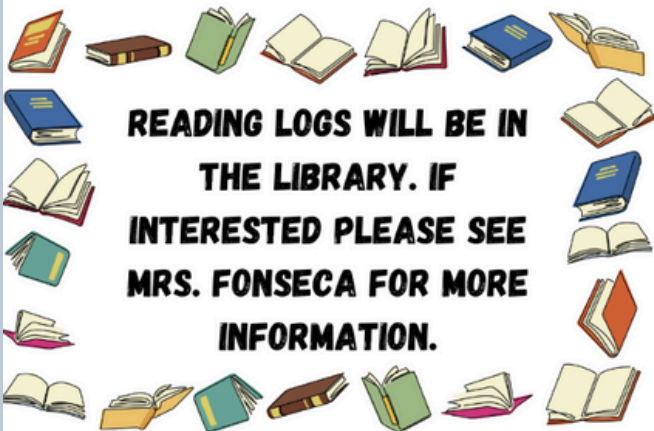 READING LOGS WILL BE IN
THE LIBRARY. IF
INTERESTED PLEASE SEE
MRS. FONSECA FOR MORE
INFORMATION.